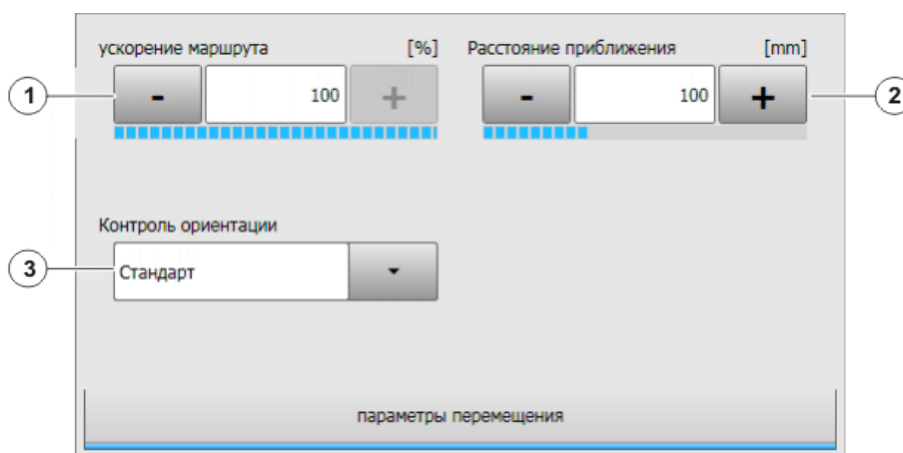 ускорение маршрута [%] Расстояние приближения [mm]
1 - 100 + - 100 + 2
Контроль ориентации
3 Стандарт
параметры перемещения